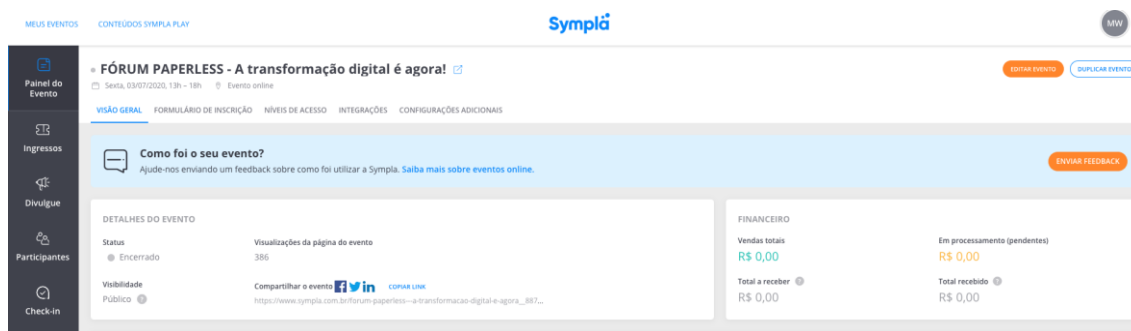 MEUS EVENTOS CONTEÚDOS SYMPLA PLAY
Sympla
MW
Painel do Evento
Ingressos
Divulgue
Participantes
Check-in
FÓRUM PAPERLESS - A transformação digital é agora!
Sexta, 03/07/2020, 13h – 18h Evento online
EDITAR EVENTO DUPLICAR EVENTO
VISÃO GERAL FORMULÁRIO DE INSCRIÇÃO NÍVEIS DE ACESSO INTEGRAÇÕES CONFIGURAÇÕES ADICIONAIS
Como foi o seu evento?
Ajude-nos enviando um feedback sobre como foi utilizar a Sympla. Saiba mais sobre eventos online.
ENVIAR FEEDBACK
DETALHES DO EVENTO
Status Visualizações da página do evento
Encerrado 386
Visibilidade Compartilhar o evento COPIAR LINK
Público https://www.sympla.com.br/forum-paperless---a-transformacao-digital-e-agora__887...
FINANCEIRO
Vendas totais Em processamento (pendentes)
R$ 0,00 R$ 0,00
Total a receber Total recebido
R$ 0,00 R$ 0,00